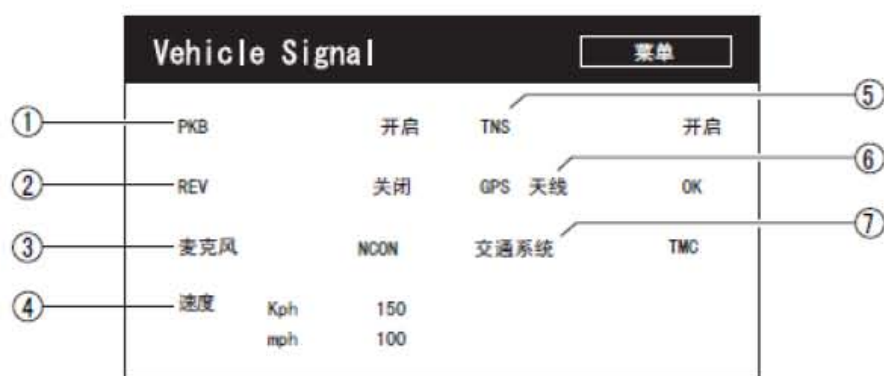 Vehicle Signal 菜单
① PKB 开启 TNS 开启 ⑤
② REV 关闭 GPS 天线 OK ⑥
③ 麦克风 NCON 交通系统 TMC ⑦
④ 速度 Kph 150
mph 100